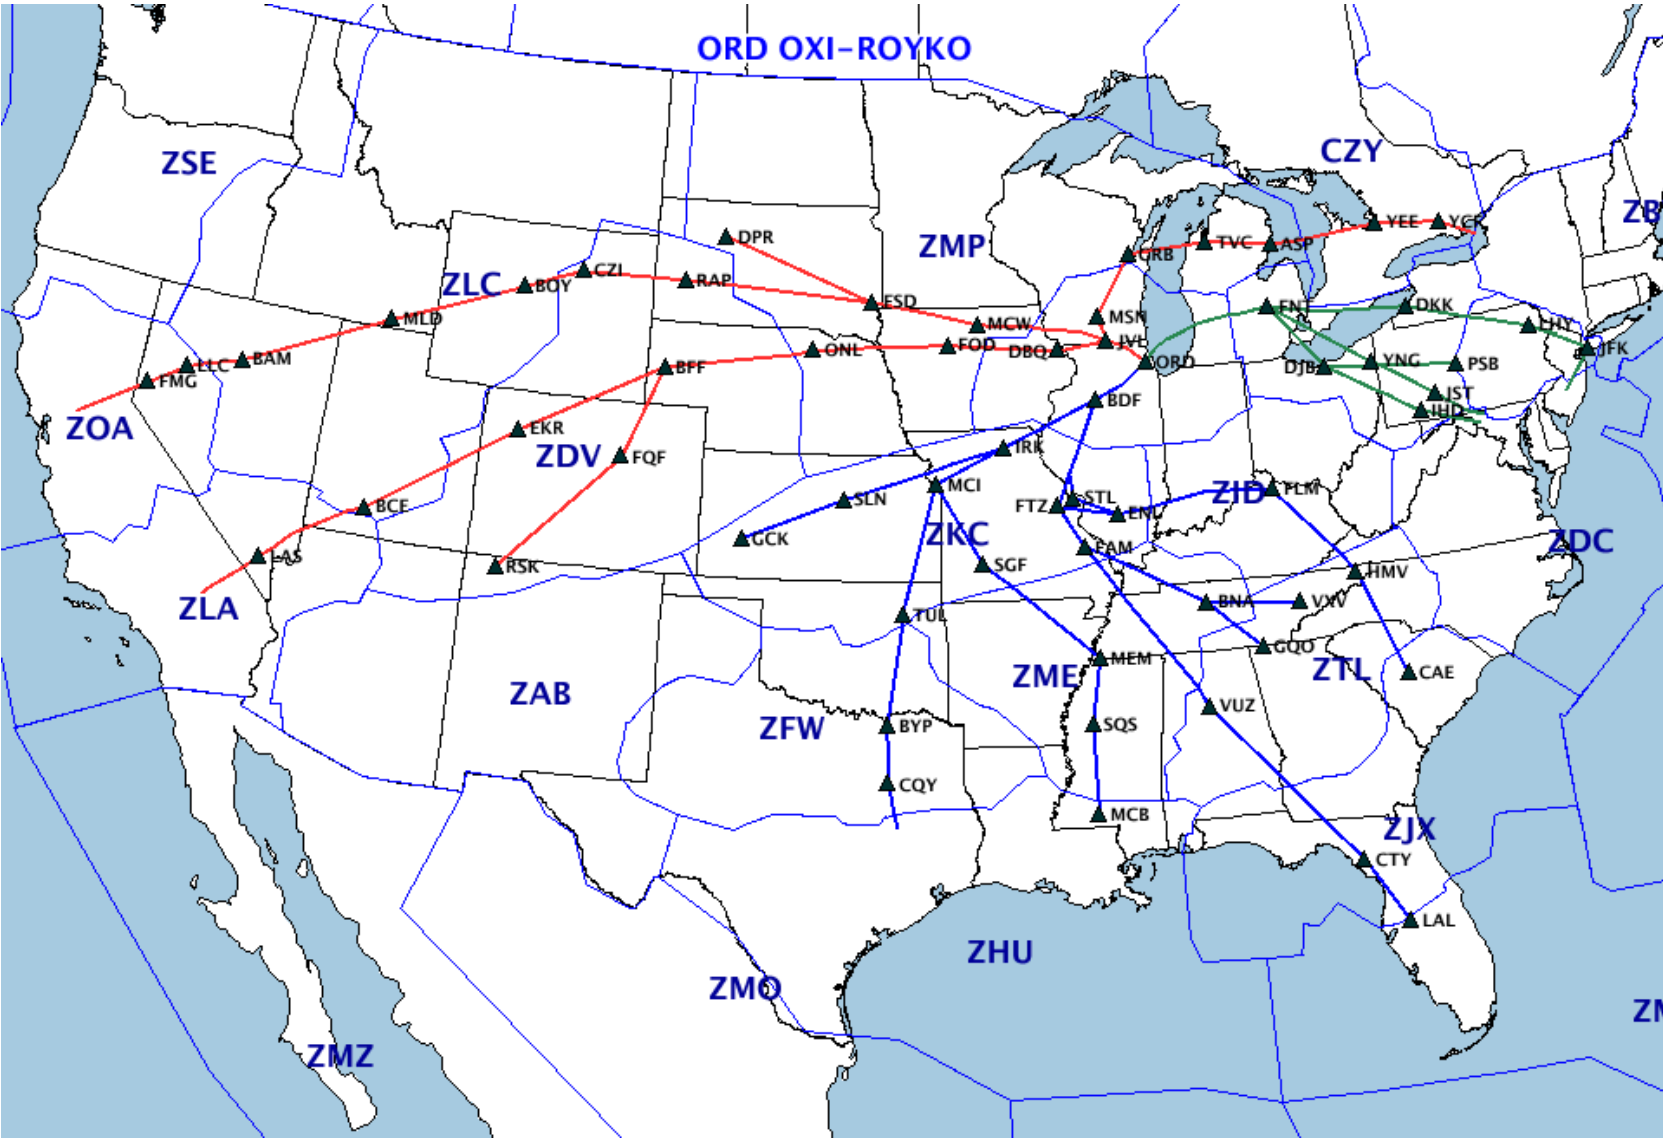 ORD OXI-ROYKO
CZY
ZSE
ZB
YEE
YCK
DPR
ZMP
TVC
ASP
GRB
CZI
ZLC
BOY
RAP
FSD
FNT
DKK
MLD
MCW
MSN
LHY
JVL
FOD
DBQ
ONL
JFK
BAM
LLC
FMG
BFF
ORD
DJB
YNG
PSB
JST
BDF
IHD
ZOA
EKR
IRK
ZDV
FQF
MCI
FLM
ZID
SLN
STL
BCE
FTZ
ENL
ZKC
GCK
ZDC
FAM
LAS
RSK
SGF
HMV
ZLA
BNA
VXV
TUL
GQO
MEM
ZME
ZTL
CAE
ZAB
VUZ
ZFW
BYP
SQS
CQY
MCB
ZJX
CTY
LAL
ZHU
ZMO
ZMZ